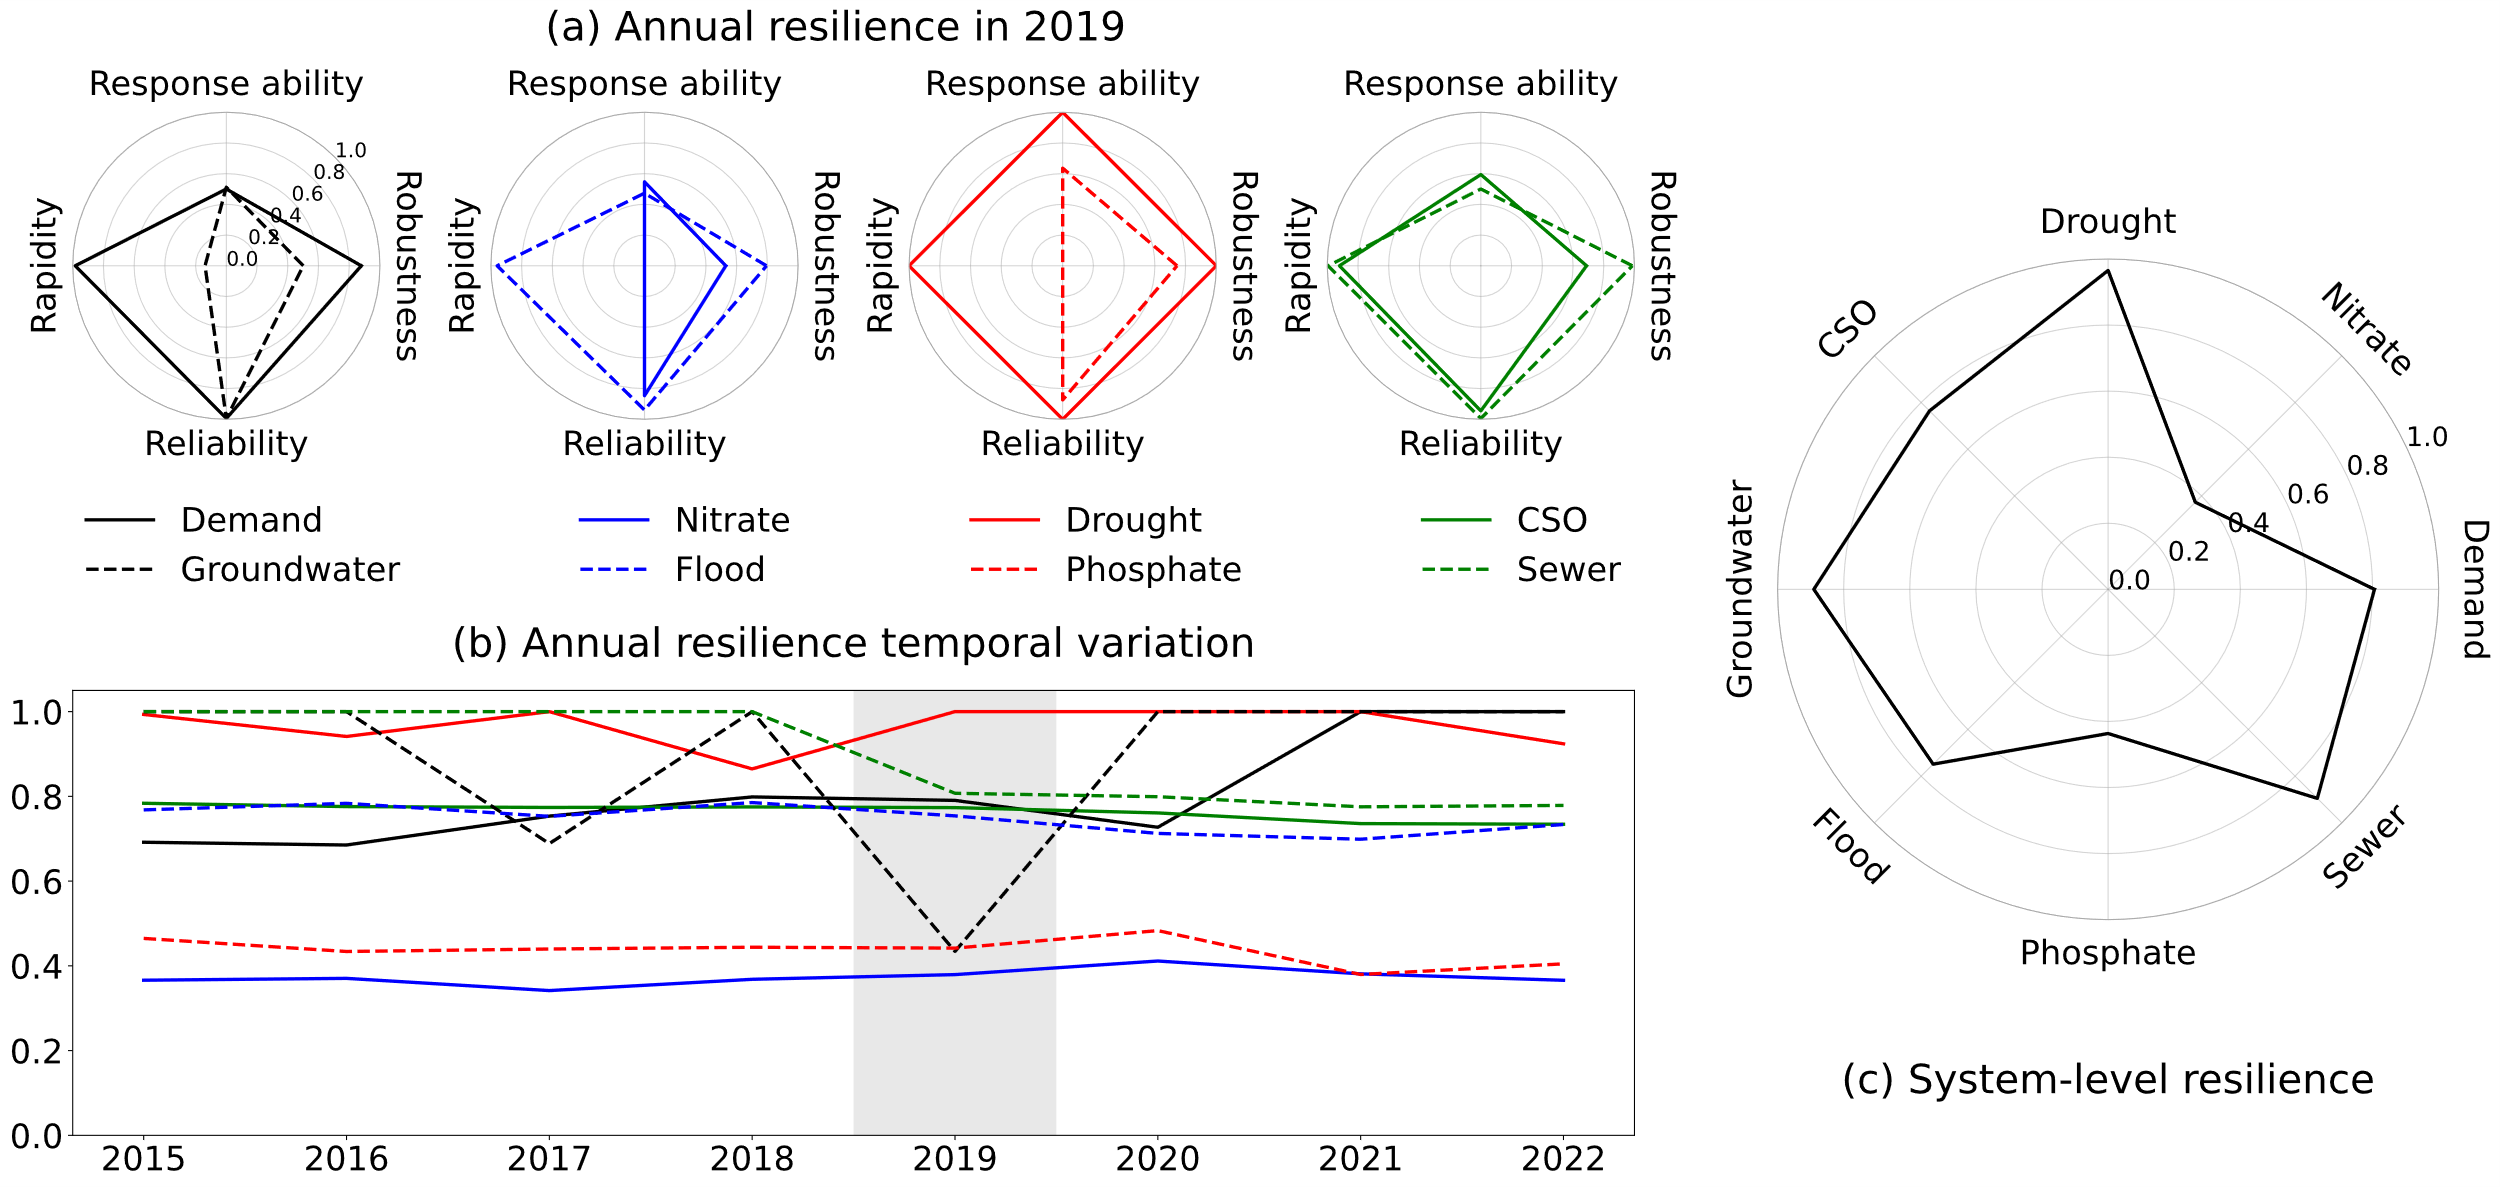 (a) Annual resilience in 2019
Response ability
Response ability
Response ability
Response ability
Rapidity
1.0
0.8
0.6
0.4
0.2
0.0
Robustness
Rapidity
Robustness
Rapidity
Robustness
Rapidity
Robustness
Reliability
Reliability
Reliability
Reliability
Demand
Nitrate
Drought
CSO
Groundwater
Flood
Phosphate
Sewer
(b) Annual resilience temporal variation
1.0
0.8
0.6
0.4
0.2
0.0
2015
2016
2017
2018
2019
2020
2021
2022
Drought
CSO
Nitrate
1.0
0.8
0.6
0.4
0.2
0.0
Groundwater
Demand
Flood
Sewer
Phosphate
(c) System-level resilience